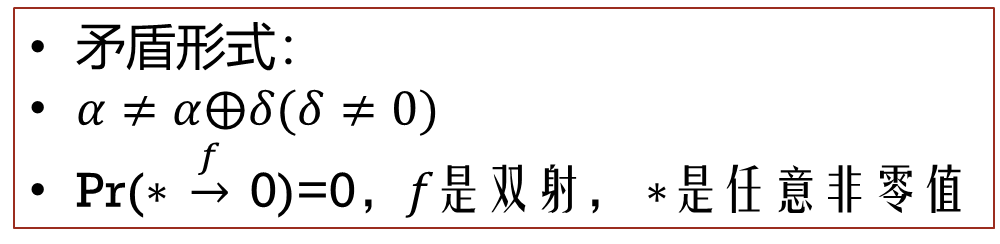 • 矛盾形式：
• 𝛼 ≠ 𝛼⊕𝛿(𝛿 ≠ 0)
• Pr(∗ →^𝑓 0)=0，𝑓是双射，∗是任意非零值